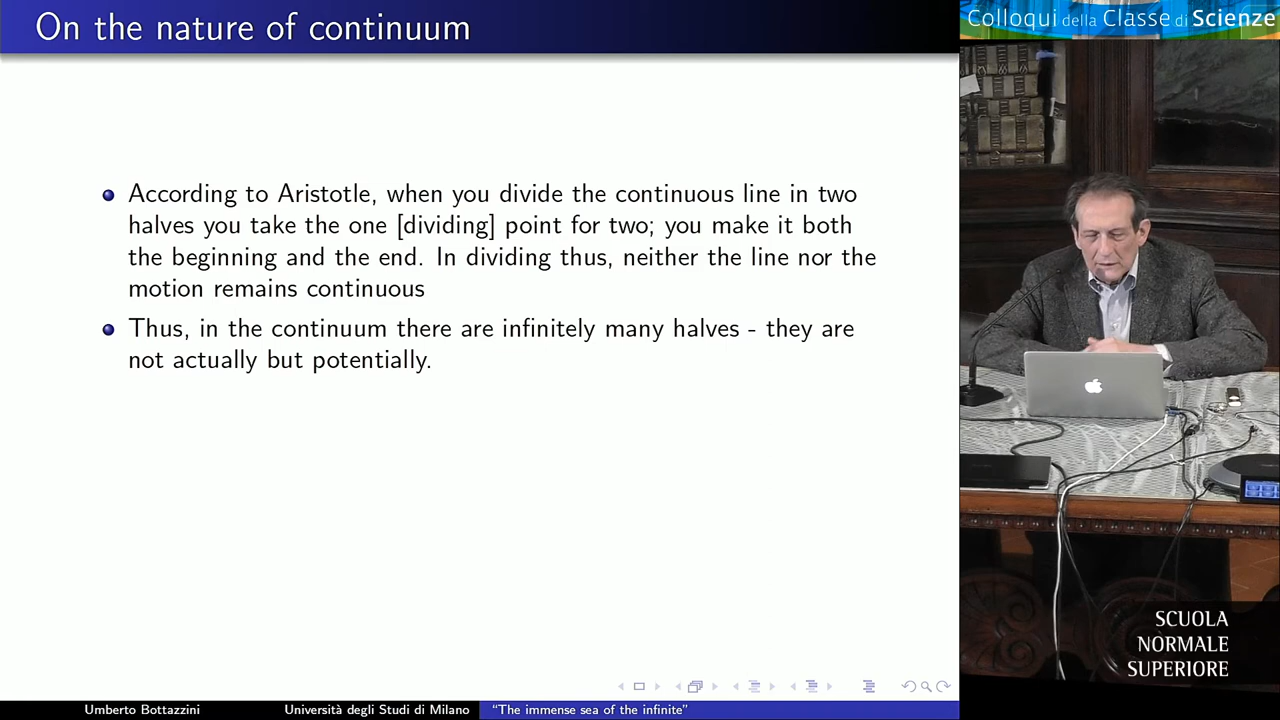 On the nature of continuum
Colloqui della Classe di Scienze
According to Aristotle, when you divide the continuous line in two
halves you take the one [dividing] point for two; you make it both
the beginning and the end. In dividing thus, neither the line nor the
motion remains continuous
Thus, in the continuum there are infinitely many halves - they are
not actually but potentially.
SCUOLA
NORMALE
SUPERIORE
Umberto Bottazzini
Università degli Studi di Milano
“The immense sea of the infinite”